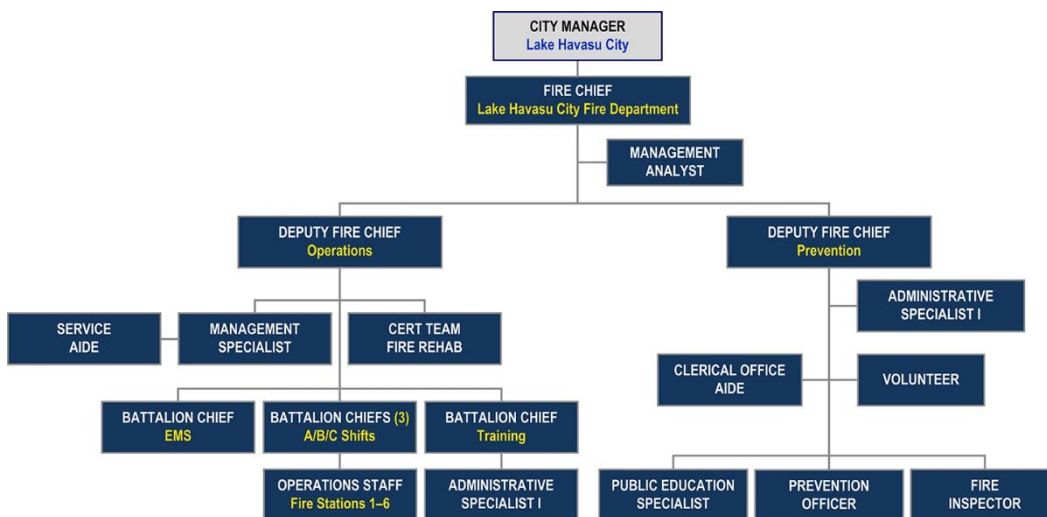 CITY MANAGER
Lake Havasu City
FIRE CHIEF
Lake Havasu City Fire Department
MANAGEMENT
ANALYST
DEPUTY FIRE CHIEF
Operations
DEPUTY FIRE CHIEF
Prevention
SERVICE
AIDE
MANAGEMENT
SPECIALIST
CERT TEAM
FIRE REHAB
ADMINISTRATIVE
SPECIALIST I
CLERICAL OFFICE
AIDE
VOLUNTEER
BATTALION CHIEF
EMS
BATTALION CHIEFS (3)
A/B/C Shifts
BATTALION CHIEF
Training
OPERATIONS STAFF
Fire Stations 1–6
ADMINISTRATIVE
SPECIALIST I
PUBLIC EDUCATION
SPECIALIST
PREVENTION
OFFICER
FIRE
INSPECTOR